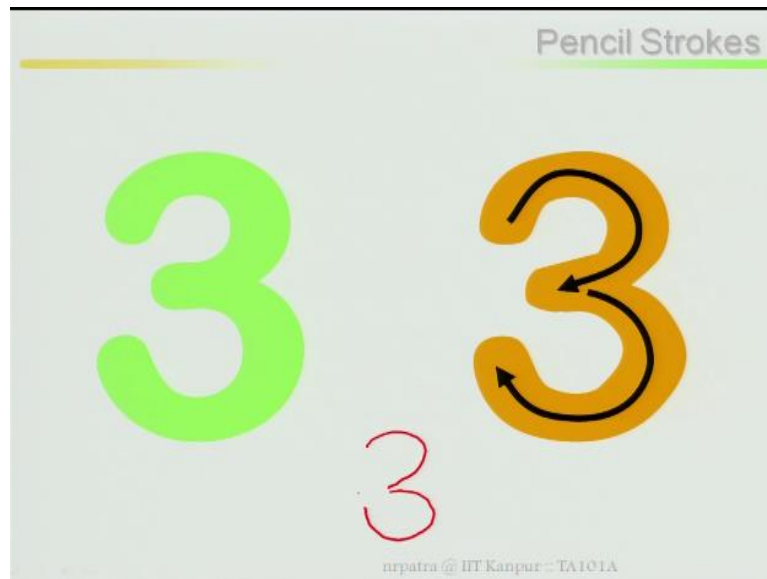 Pencil Strokes
3 3
3
nrpatra @ IIT Kanpur :: TA101A